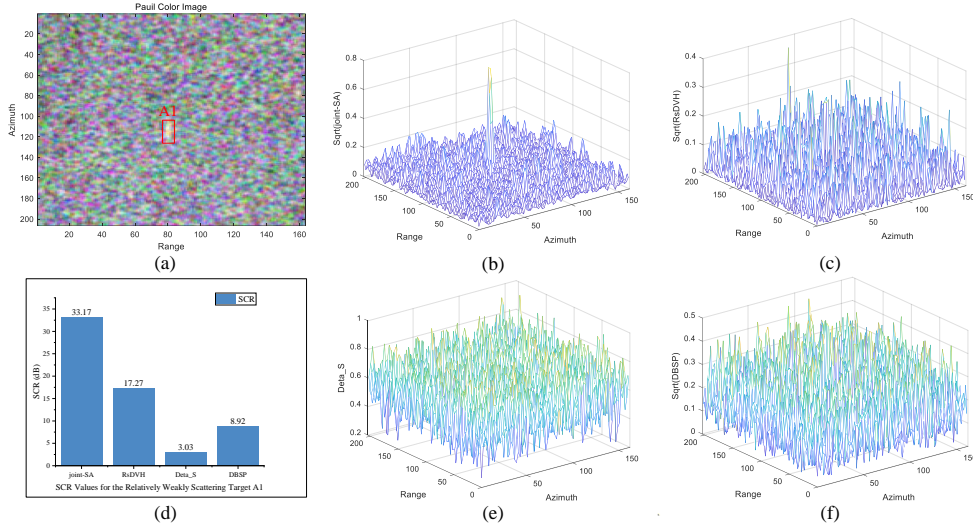 Pauil Color Image
20
40
60
80
100
120
140
160
180
200
Azimuth
A1
20 40 60 80 100 120 140 160
Range
(a)
0.8
0.6
0.4
0.2
0
Sqrt(joint-SA)
200
150
100
50
0
Range
50
100
150
Azimuth
(b)
0.4
0.3
0.2
0.1
0
Sqrt(RsDVH)
200
150
100
50
0
Range
50
100
150
Azimuth
(c)
SCR
35
30
25
20
15
10
5
0
SCR (dB)
33.17
17.27
3.03
8.92
joint-SA RsDVH Deta_S DBSP
SCR Values for the Relatively Weakly Scattering Target A1
(d)
1
0.8
0.6
0.4
0.2
Deta_S
200
150
100
50
0
Range
50
100
150
Azimuth
(e)
0.5
0.4
0.3
0.2
0.1
0
Sqrt(DBSP)
200
150
100
50
0
Range
50
100
150
Azimuth
(f)